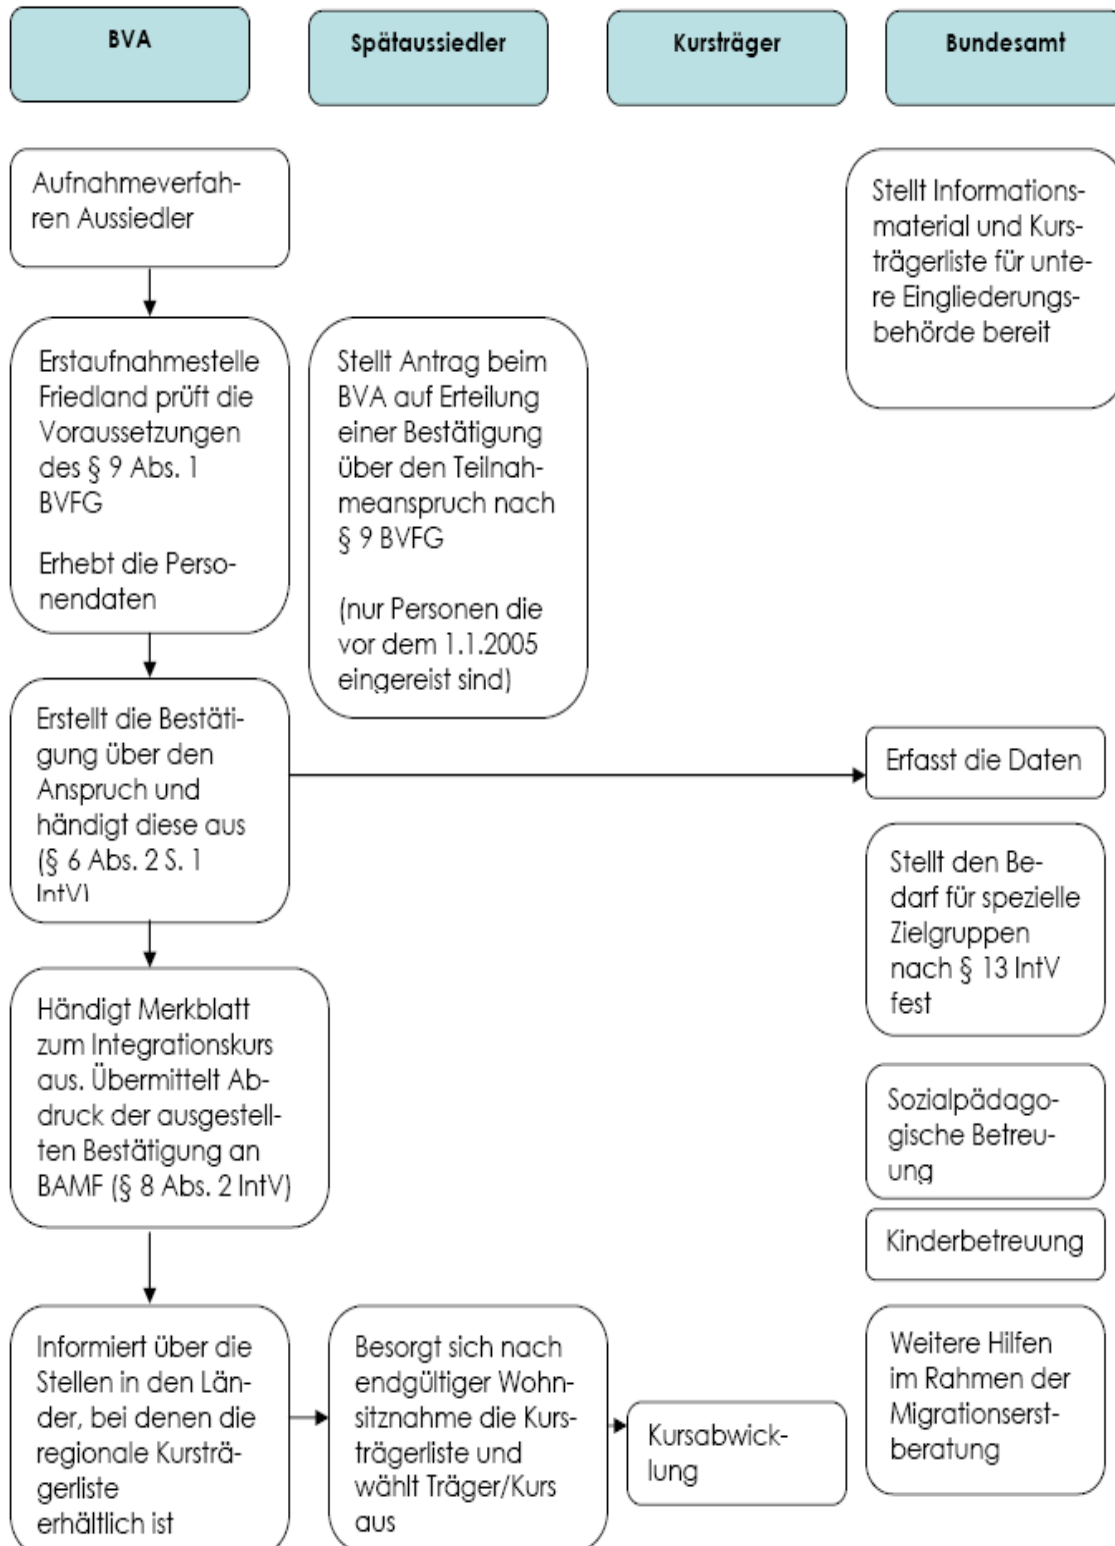 BVA
Spätaussiedler
Kursträger
Bundesamt
Aufnahmeverfah-
ren Aussiedler
Stellt Informations-
material und Kurs-
trägerliste für unte-
re Eingliederungs-
behörde bereit
Erstaufnahmestelle
Friedland prüft die
Voraussetzungen
des § 9 Abs. 1
BVFG
Erhebt die Perso-
nendaten
Stellt Antrag beim
BVA auf Erteilung
einer Bestätigung
über den Teilnah-
meanspruch nach
§ 9 BVFG
(nur Personen die
vor dem 1.1.2005
eingereist sind)
Erstellt die Bestäti-
gung über den
Anspruch und
händigt diese aus
(§ 6 Abs. 2 S. 1
IntV)
Erfasst die Daten
Stellt den Be-
darf für spezielle
Zielgruppen
nach § 13 IntV
fest
Händigt Merkblatt
zum Integrationskurs
aus. Übermittelt Ab-
druck der ausgestell-
ten Bestätigung an
BAMF (§ 8 Abs. 2 IntV)
Sozialpädago-
gische Betreu-
ung
Kinderbetreuung
Informiert über die
Stellen in den Län-
der, bei denen die
regionale Kursträ-
gerliste
erhältlich ist
Besorgt sich nach
endgültiger Wohn-
sitznahme die Kurs-
trägerliste und
wählt Träger/Kurs
aus
Kursabwick-
lung
Weitere Hilfen
im Rahmen der
Migrationserst-
beratung